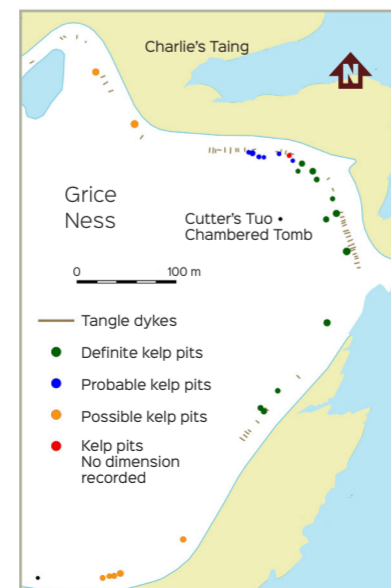 Charlie's Taing
N
Grice
Ness
Cutter's Tuo •
Chambered Tomb
0 100 m
Tangle dykes
Definite kelp pits
Probable kelp pits
Possible kelp pits
Kelp pits
No dimension
recorded